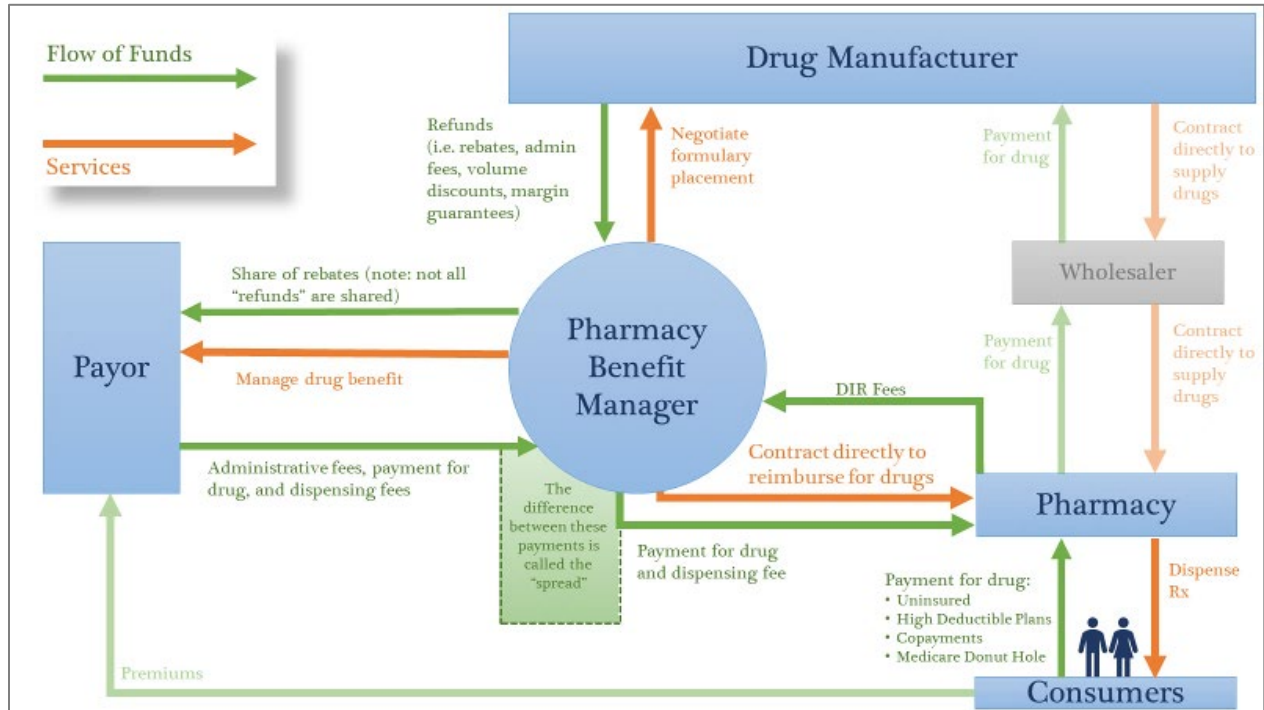 Flow of Funds
Services
Drug Manufacturer
Refunds
(i.e. rebates, admin
fees, volume
discounts, margin
guarantees)
Negotiate
formulary
placement
Payment
for drug
Contract
directly to
supply
drugs
Wholesaler
Share of rebates (note: not all
“refunds” are shared)
Payor
Manage drug benefit
Pharmacy
Benefit
Manager
Payment
for drug
Contract
directly to
supply
drugs
DIR Fees
Administrative fees, payment for
drug, and dispensing fees
Contract directly to
reimburse for drugs
The
difference
between these
payments is
called the
“spread”
Pharmacy
Payment for drug
and dispensing fee
Payment for drug:
• Uninsured
• High Deductible Plans
• Copayments
• Medicare Donut Hole
Dispense
Rx
Premiums
Consumers